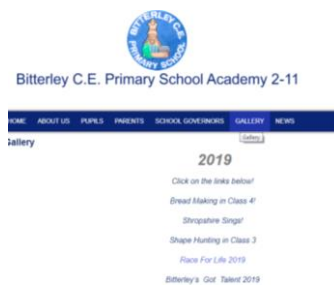 BITTERLEY C.E.
PRIMARY SCHOOL
Bitterley C.E. Primary School Academy 2-11
HOME ABOUT US PUPILS PARENTS SCHOOL GOVERNORS GALLERY NEWS
Gallery
Gallery
2019
Click on the links below!
Bread Making in Class 4!
Shropshire Sings!
Shape Hunting in Class 3
Race For Life 2019
Bitterley's Got Talent 2019